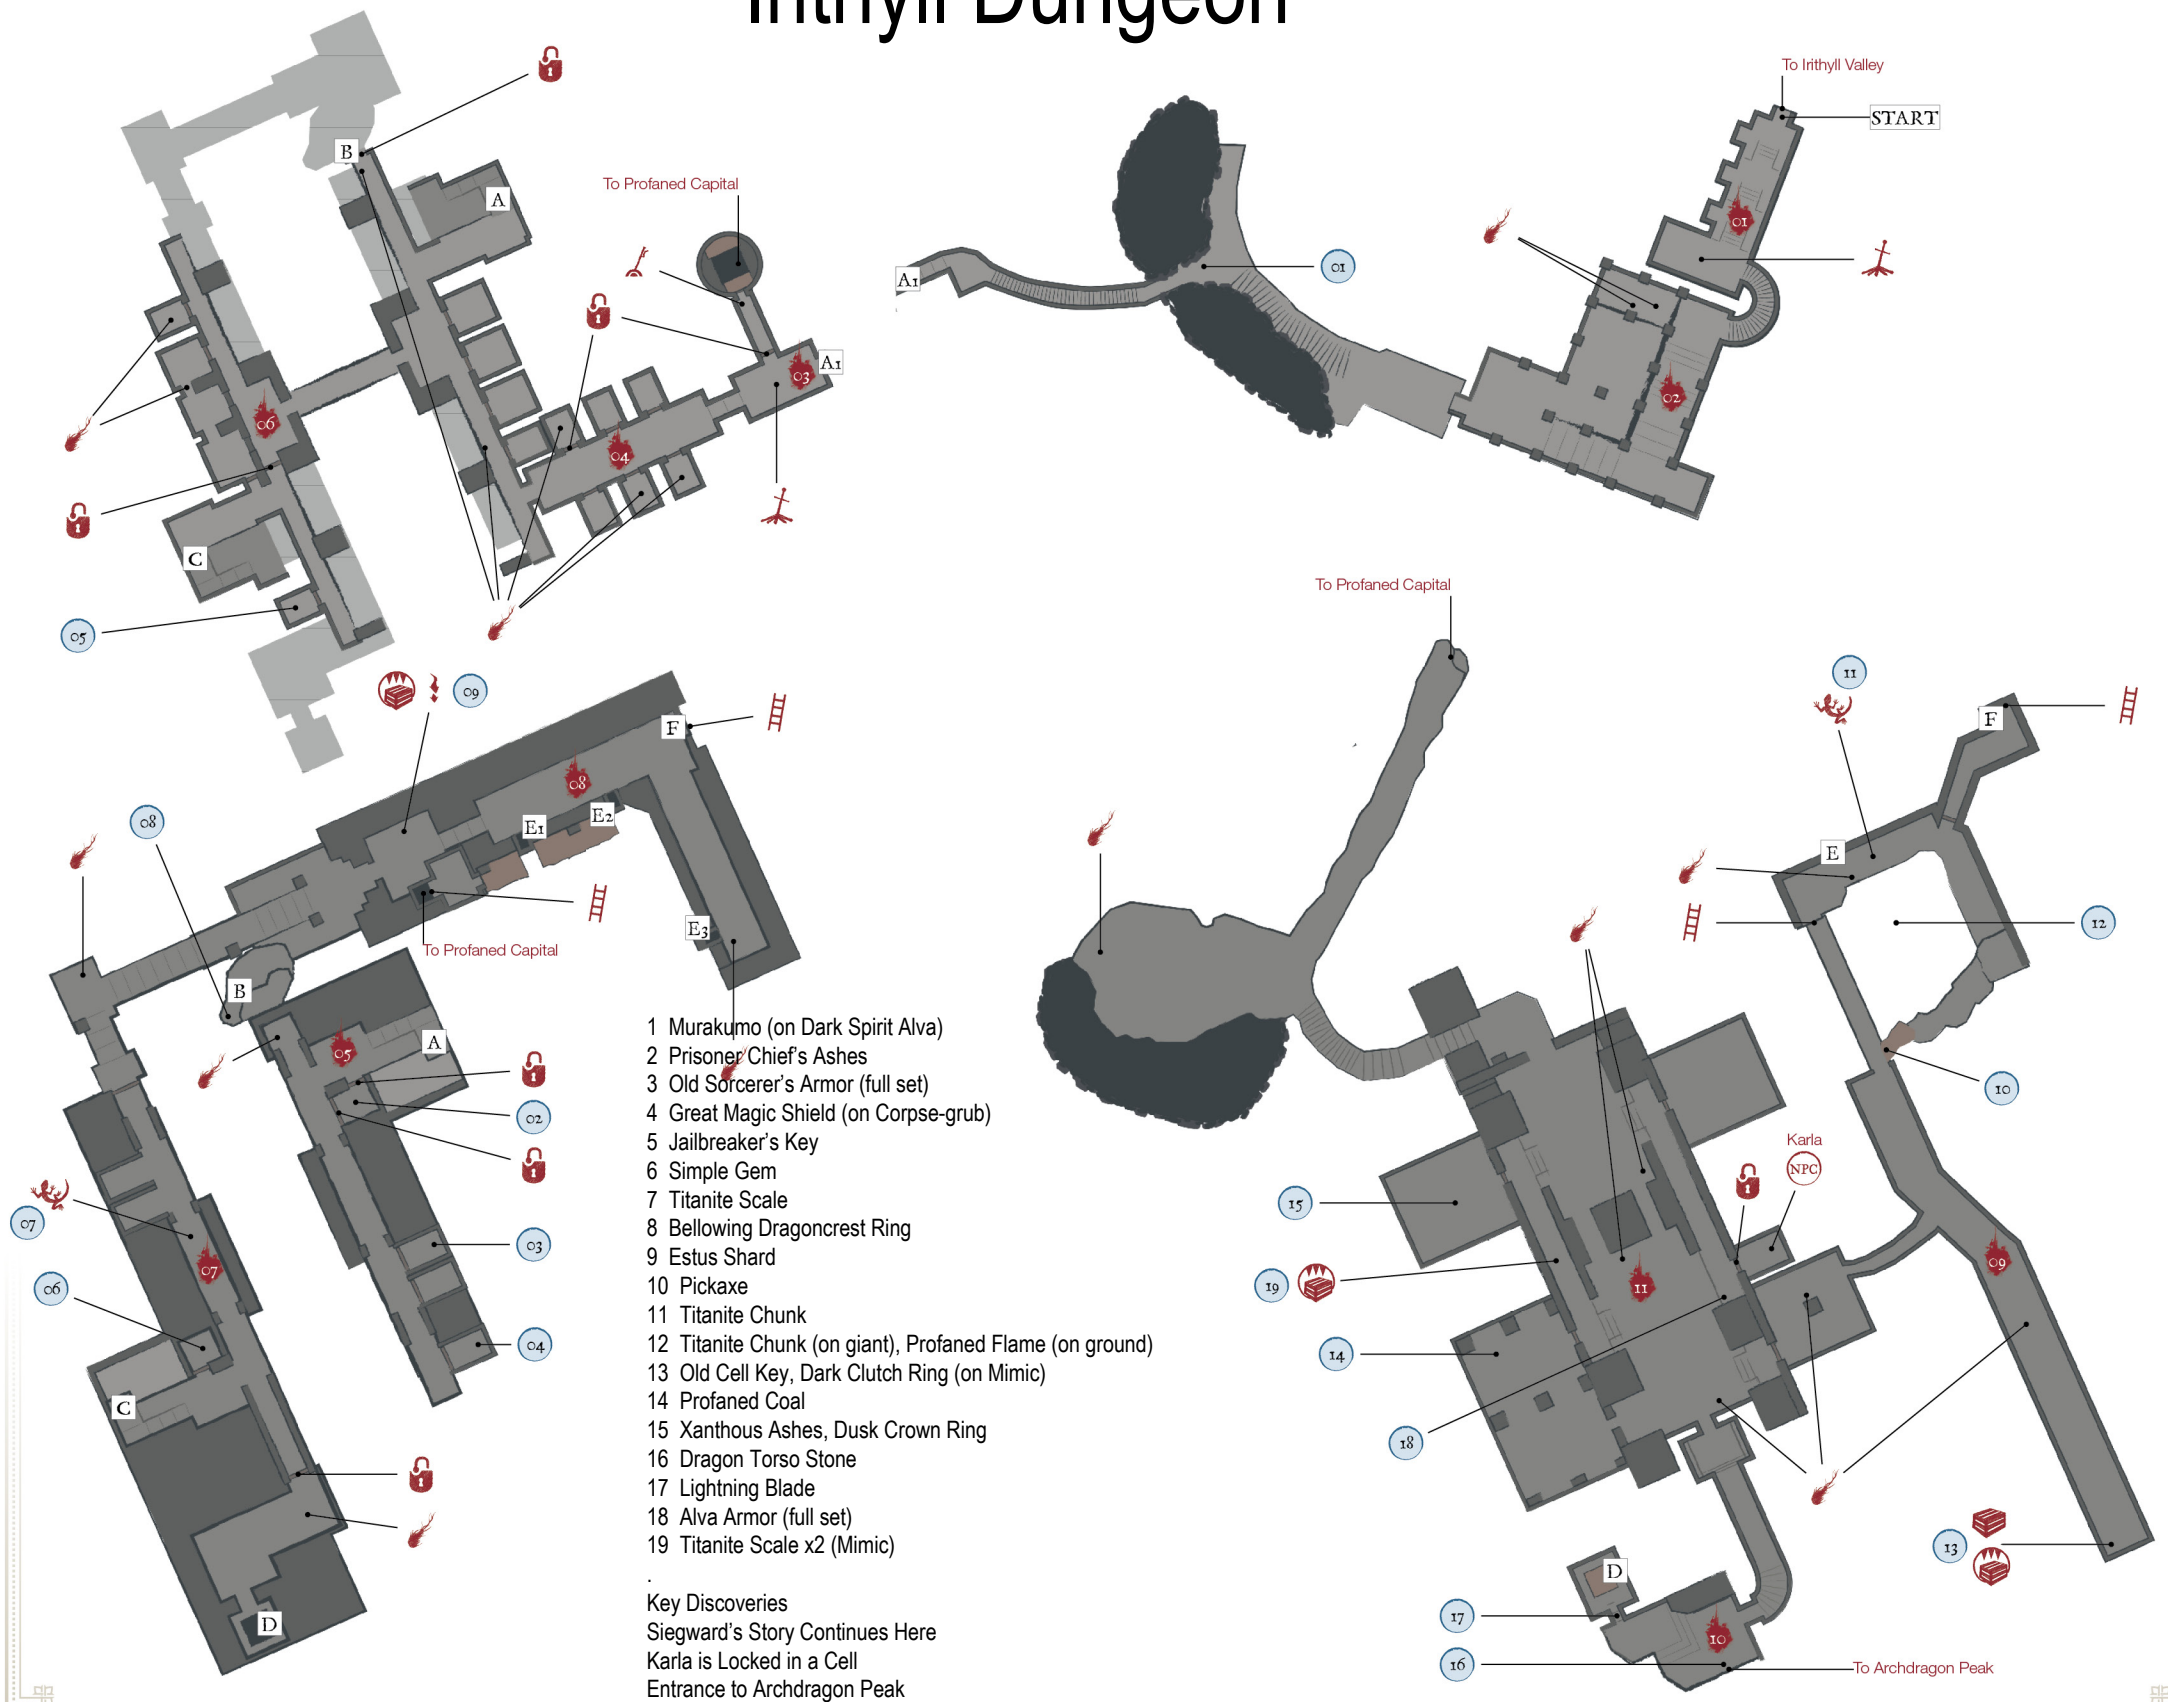 Irithyll Dungeon
To Irithyll Valley
START
B
A
To Profaned Capital
01
A1
01
02
A1
03
06
04
C
05
To Profaned Capital
09
11
F
F
08
08
E2
E1
E
12
E3
To Profaned Capital
B
05
A
10
02
Karla
NPC
07
03
15
07
09
06
19
11
04
14
C
18
13
D
D
17
10
16
To Archdragon Peak
1 Murakumo (on Dark Spirit Alva)
2 Prisoner Chief's Ashes
3 Old Sorcerer's Armor (full set)
4 Great Magic Shield (on Corpse-grub)
5 Jailbreaker's Key
6 Simple Gem
7 Titanite Scale
8 Bellowing Dragoncrest Ring
9 Estus Shard
10 Pickaxe
11 Titanite Chunk
12 Titanite Chunk (on giant), Profaned Flame (on ground)
13 Old Cell Key, Dark Clutch Ring (on Mimic)
14 Profaned Coal
15 Xanthous Ashes, Dusk Crown Ring
16 Dragon Torso Stone
17 Lightning Blade
18 Alva Armor (full set)
19 Titanite Scale x2 (Mimic)
.
Key Discoveries
Siegward's Story Continues Here
Karla is Locked in a Cell
Entrance to Archdragon Peak